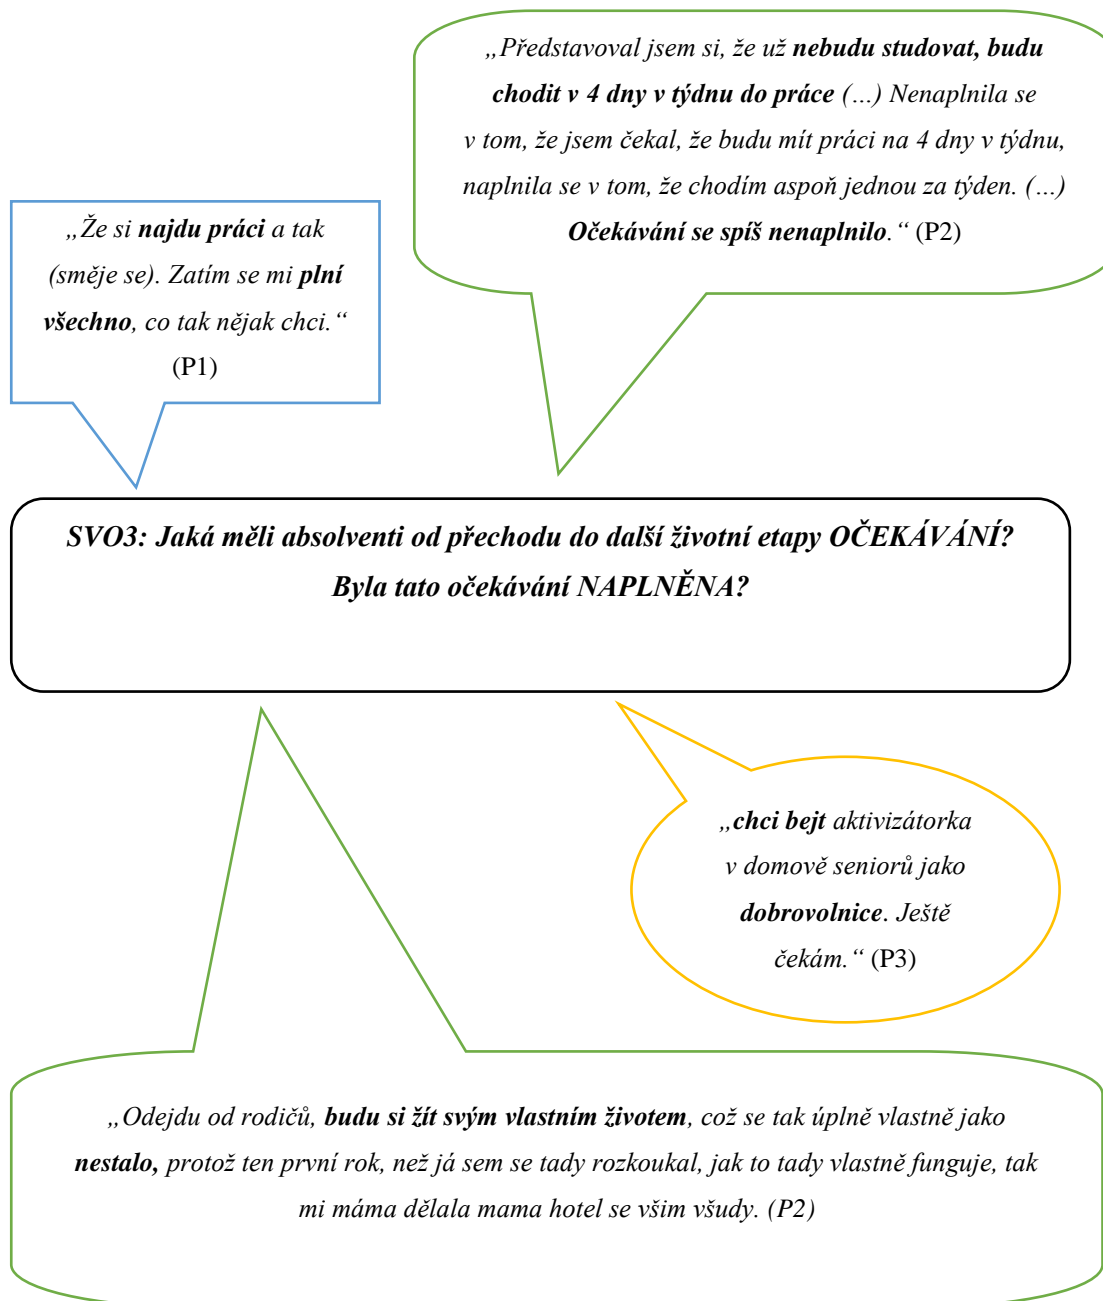 „Představoval jsem si, že už nebudu studovat, budu
chodit v 4 dny v týdnu do práce (…) Nenaplnila se
v tom, že jsem čekal, že budu mít práci na 4 dny v týdnu,
naplnila se v tom, že chodím aspoň jednou za týden. (…)
Očekávání se spíš nenaplnilo.“ (P2)
„Že si najdu práci a tak
(směje se). Zatím se mi plní
všechno, co tak nějak chci.“
(P1)
SVO3: Jaká měli absolventi od přechodu do další životní etapy OČEKÁVÁNÍ?
Byla tato očekávání NAPLNĚNA?
„chci bejt aktivizátorka
v domově seniorů jako
dobrovolnice. Ještě
čekám.“ (P3)
„Odejdu od rodičů, budu si žít svým vlastním životem, což se tak úplně vlastně jako
nestalo, protož ten první rok, než já sem se tady rozkoukal, jak to tady vlastně funguje, tak
mi máma dělala mama hotel se všim všudy. (P2)